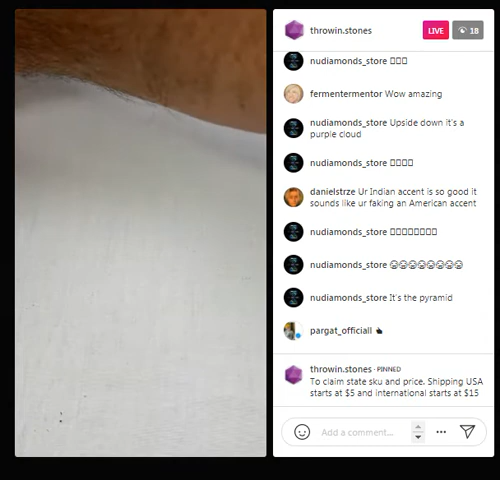 throwin.stones
LIVE
18
nudiamonds_store
fermentermentor Wow amazing
nudiamonds_store Upside down it's a
purple cloud
nudiamonds_store
danielstrze Ur Indian accent is so good it
sounds like ur faking an American accent
nudiamonds_store
nudiamonds_store 😭😭😭😭😭😭😭😭
nudiamonds_store It's the pyramid
pargat_officiall
throwin.stones · PINNED
To claim state sku and price. Shipping USA
starts at $5 and international starts at $15
Add a comment...